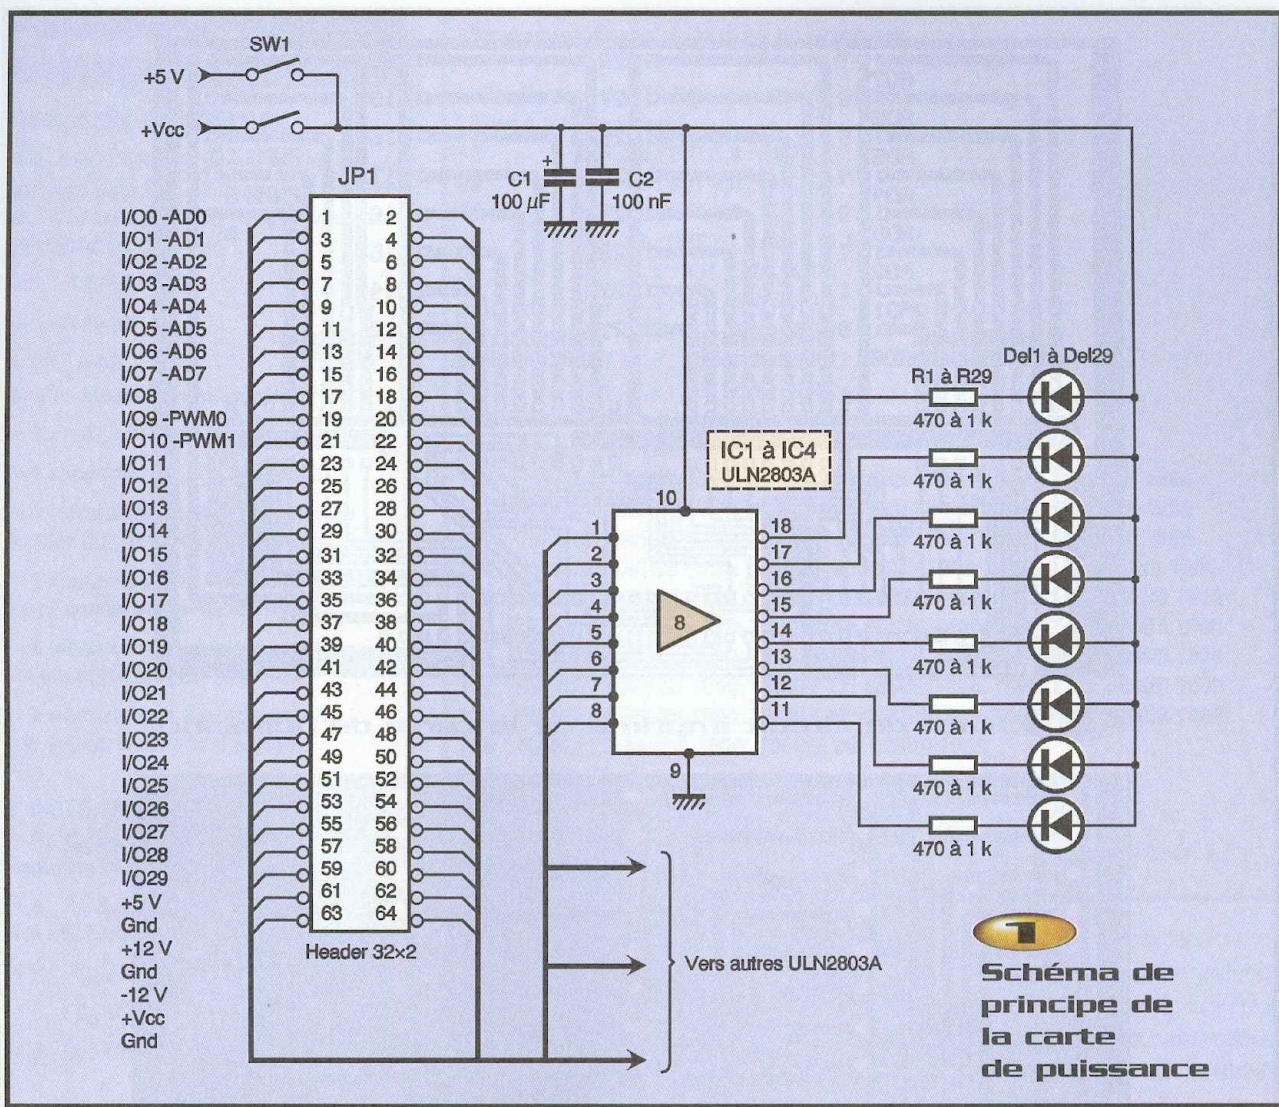 SW1
+5 V
+Vcc
JP1
I/O0 -AD0
I/O1 -AD1
I/O2 -AD2
I/O3 -AD3
I/O4 -AD4
I/O5 -AD5
I/O6 -AD6
I/O7 -AD7
I/O8
I/O9 -PWM0
I/O10 -PWM1
I/O11
I/O12
I/O13
I/O14
I/O15
I/O16
I/O17
I/O18
I/O19
I/O20
I/O21
I/O22
I/O23
I/O24
I/O25
I/O26
I/O27
I/O28
I/O29
+5 V
Gnd
+12 V
Gnd
-12 V
+Vcc
Gnd
1 2
3 4
5 6
7 8
9 10
11 12
13 14
15 16
17 18
19 20
21 22
23 24
25 26
27 28
29 30
31 32
33 34
35 36
37 38
39 40
41 42
43 44
45 46
47 48
49 50
51 52
53 54
55 56
57 58
59 60
61 62
63 64
Header 32×2
+
C1
100 µF
C2
100 nF
IC1 à IC4
ULN2803A
10
1
2
3
4
5
6
7
8
8
18
17
16
15
14
13
12
11
9
R1 à R29
Del1 à Del29
470 à 1 k
470 à 1 k
470 à 1 k
470 à 1 k
470 à 1 k
470 à 1 k
470 à 1 k
470 à 1 k
Vers autres ULN2803A
1
Schéma de
principe de
la carte
de puissance